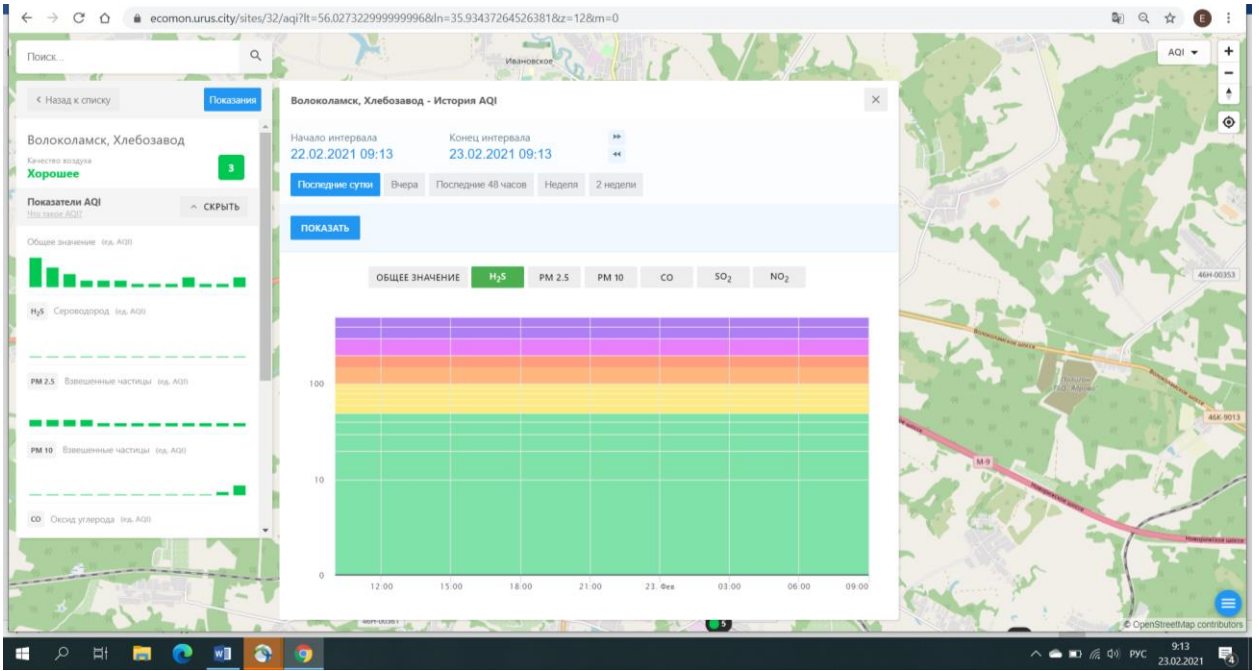 ecomon.urus.city/sites/32/aqi?lt=56.027322999999996&ln=35.93437264526381&z=12&m=0
E
Поиск...
Ивановское
AQI
+
−
< Назад к списку
Показания
Волоколамск, Хлебозавод
Качество воздуха
Хорошее
3
Показатели AQI
Что такое AQI?
СКРЫТЬ
Общее значение (ед. AQI)
H₂S Сероводород (ед. AQI)
PM 2.5 Взвешенные частицы (ед. AQI)
PM 10 Взвешенные частицы (ед. AQI)
CO Оксид углерода (ед. AQI)
Волоколамск, Хлебозавод - История AQI
×
Начало интервала
22.02.2021 09:13
Конец интервала
23.02.2021 09:13
Последние сутки Вчера Последние 48 часов Неделя 2 недели
ПОКАЗАТЬ
ОБЩЕЕ ЗНАЧЕНИЕ H₂S PM 2.5 PM 10 CO SO₂ NO₂
100
10
0
12:00 15:00 18:00 21:00 23. Фев 03:00 06:00 09:00
46Н-00353
Волоколамское шоссе
46К-9013
М-9
Новорижское шоссе
Новорижское шоссе
46Н-00361
5
© OpenStreetMap contributors
РУС
9:13
23.02.2021
4